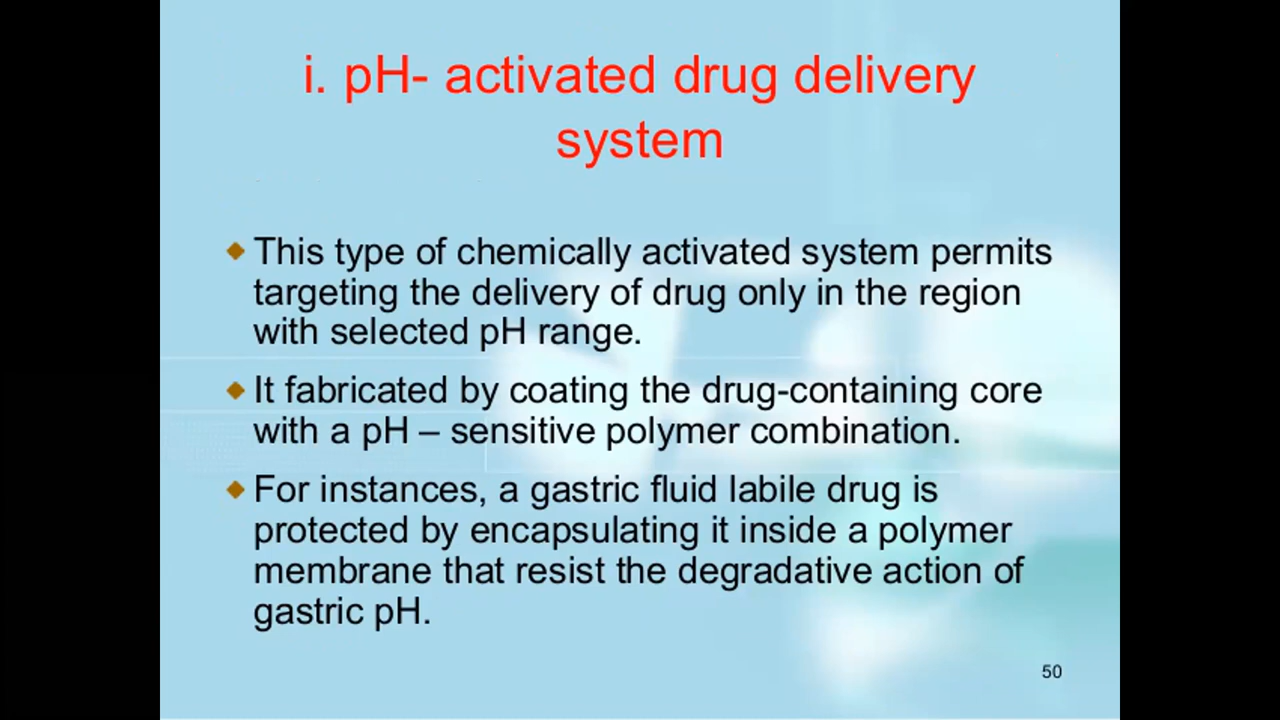 i. pH- activated drug delivery
system
This type of chemically activated system permits
targeting the delivery of drug only in the region
with selected pH range.
It fabricated by coating the drug-containing core
with a pH – sensitive polymer combination.
For instances, a gastric fluid labile drug is
protected by encapsulating it inside a polymer
membrane that resist the degradative action of
gastric pH.
50